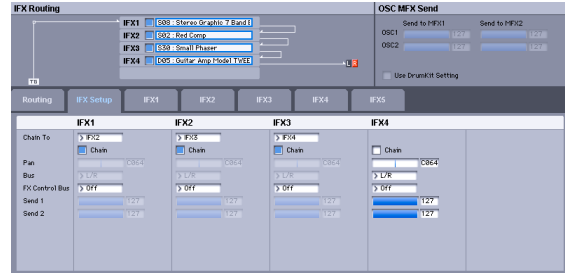 IFX Routing
OSC MFX Send
IFX1 S08 : Stereo Graphic 7 Band E
IFX2 S02 : Red Comp
IFX3 S30 : Small Phaser
IFX4 D05 : Guitar Amp Model TWEE
TB
L R
Send to MFX1 Send to MFX2
OSC1 127 127
OSC2 127 127
Use DrumKit Setting
Routing IFX Setup IFX1 IFX2 IFX3 IFX4 IFX5
IFX1 IFX2 IFX3 IFX4
Chain To > IFX2 > IFX3 > IFX4
Chain Chain Chain Chain
Pan C064 C064 C064 C064
Bus > L/R > L/R > L/R > L/R
FX Control Bus > Off > Off > Off > Off
Send 1 127 127 127 127
Send 2 127 127 127 127